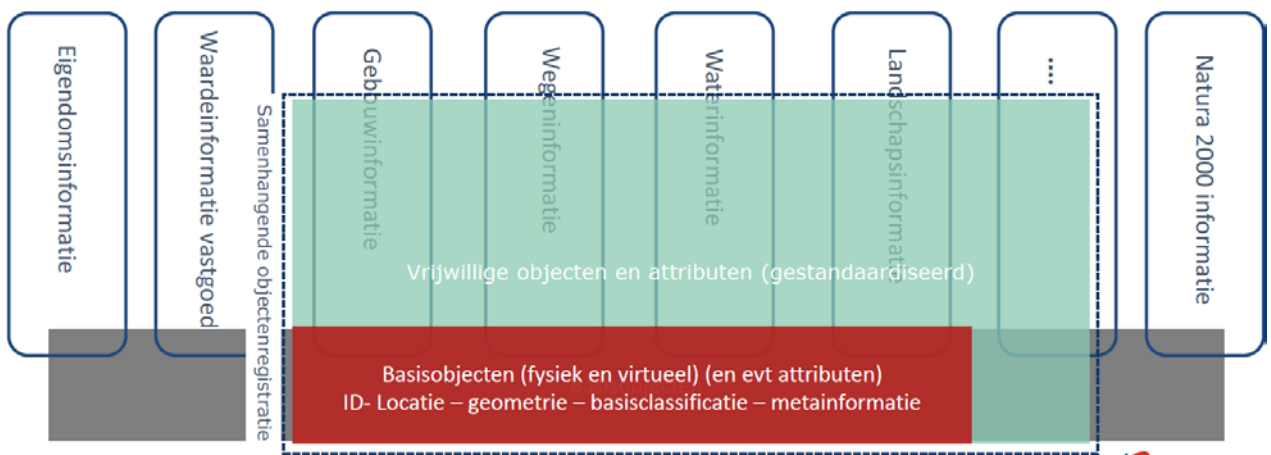 Eigendomsinformatie
Waardeinformatie vastgoed
Samenhangende objectenregistratie
Gebouwinformatie
Wegeninformatie
Waterinformatie
Landschapsinformatie
....
Natura 2000 informatie
Vrijwillige objecten en attributen (gestandaardiseerd)
Basisobjecten (fysiek en virtueel) (en evt attributen)
ID- Locatie – geometrie – basisclassificatie – metainformatie